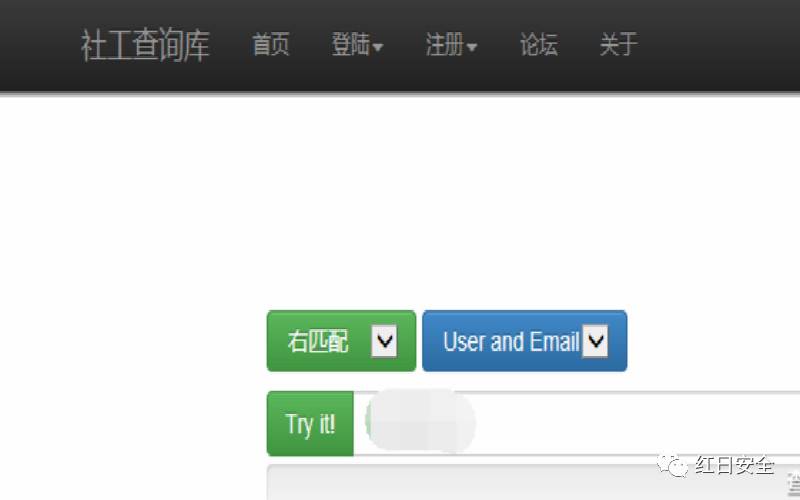 社工查询库 首页 登陆 注册 论坛 关于
右匹配 User and Email
Try it!
红日安全